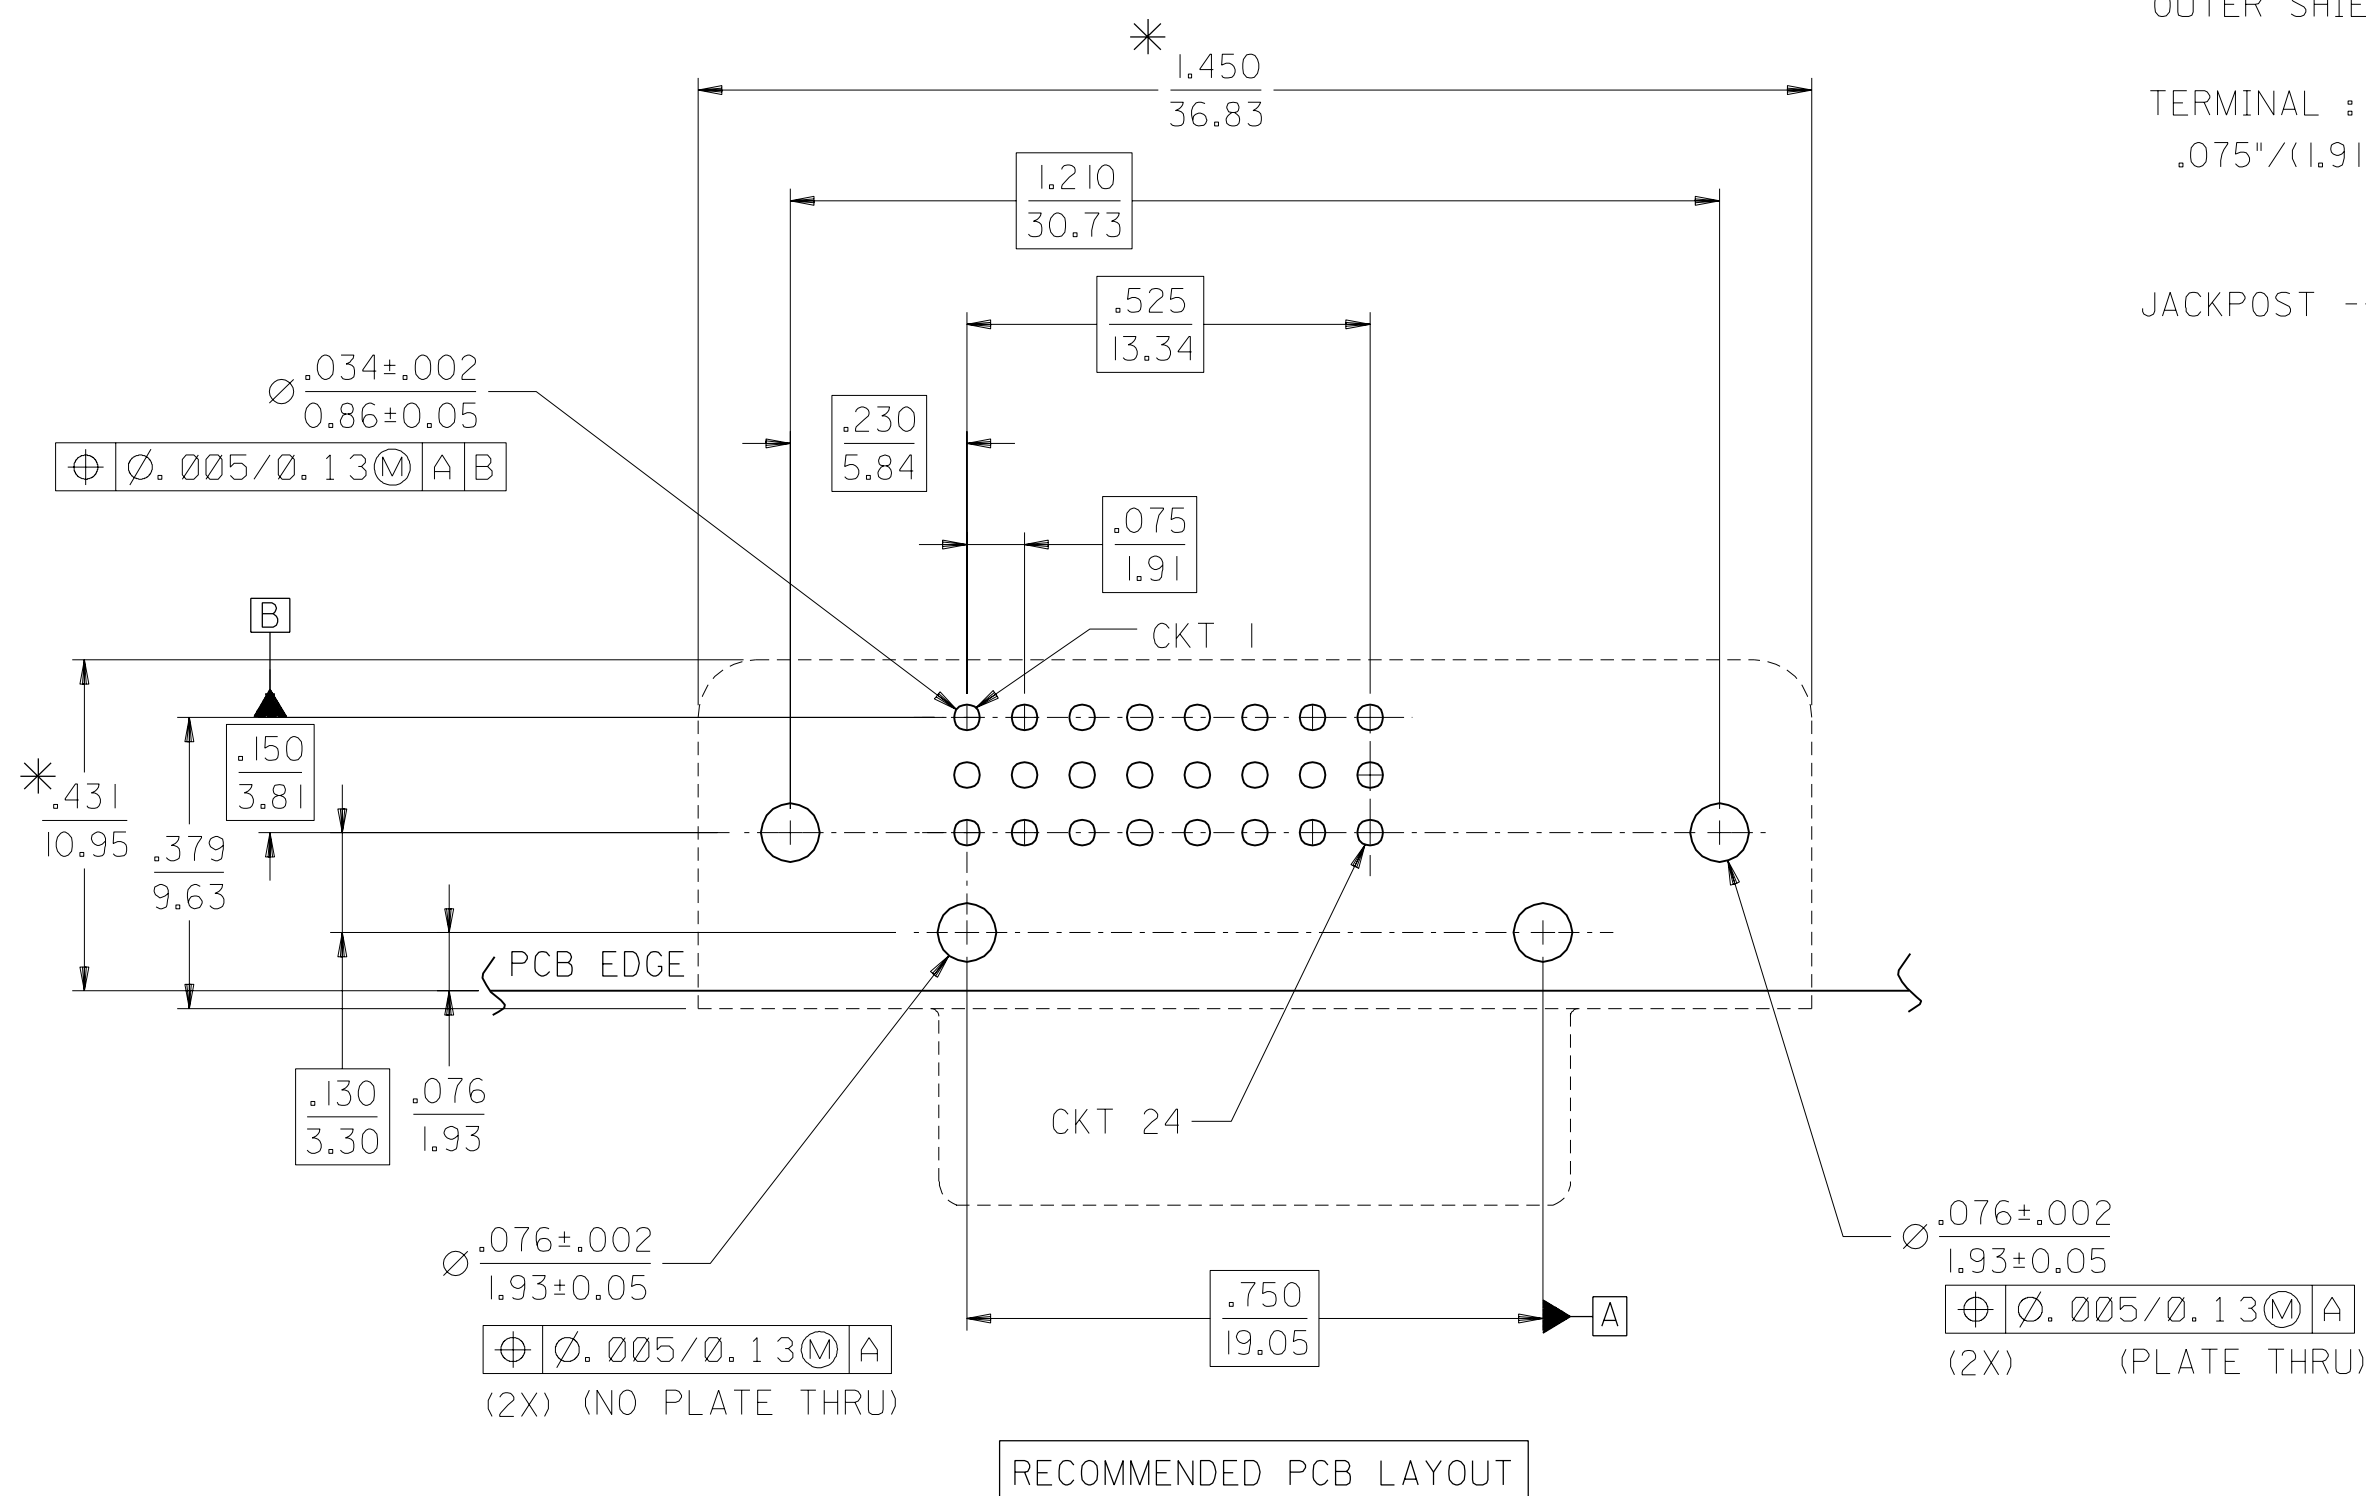 OUTER SHIE
*
1.450
36.83
TERMINAL :
.075"/(1.91
1.210
30.73
JACKPOST -
.525
13.34
⌀ .034±.002
0.86±0.05
⌖ Ø.005/0.13Ⓜ A B
.230
5.84
.075
1.91
B
CKT 1
.150
3.81
*
.431
10.95
.379
9.63
PCB EDGE
.130
3.30
.076
1.93
CKT 24
⌀ .076±.002
1.93±0.05
⌖ Ø.005/0.13Ⓜ A
(2X) (NO PLATE THRU)
.750
19.05
A
⌀ .076±.002
1.93±0.05
⌖ Ø.005/0.13Ⓜ A
(2X) (PLATE THRU)
RECOMMENDED PCB LAYOUT